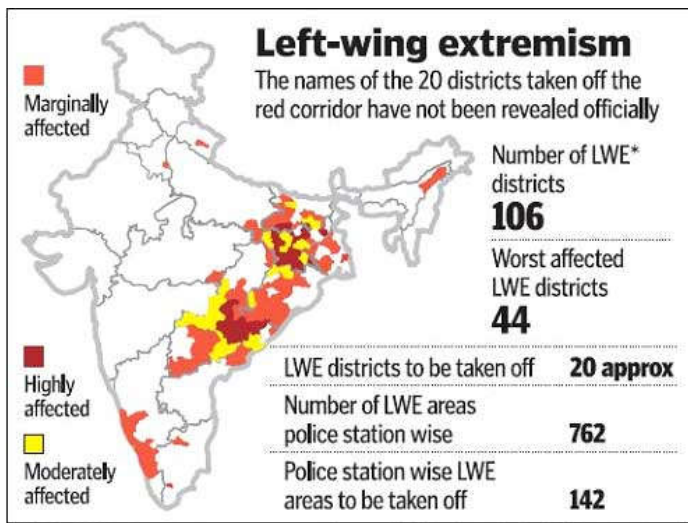 Left-wing extremism
The names of the 20 districts taken off the
red corridor have not been revealed officially
Marginally
affected
Number of LWE*
districts
106
Worst affected
LWE districts
44
LWE districts to be taken off 20 approx
Highly
affected
Number of LWE areas
police station wise 762
Moderately
affected
Police station wise LWE
areas to be taken off 142